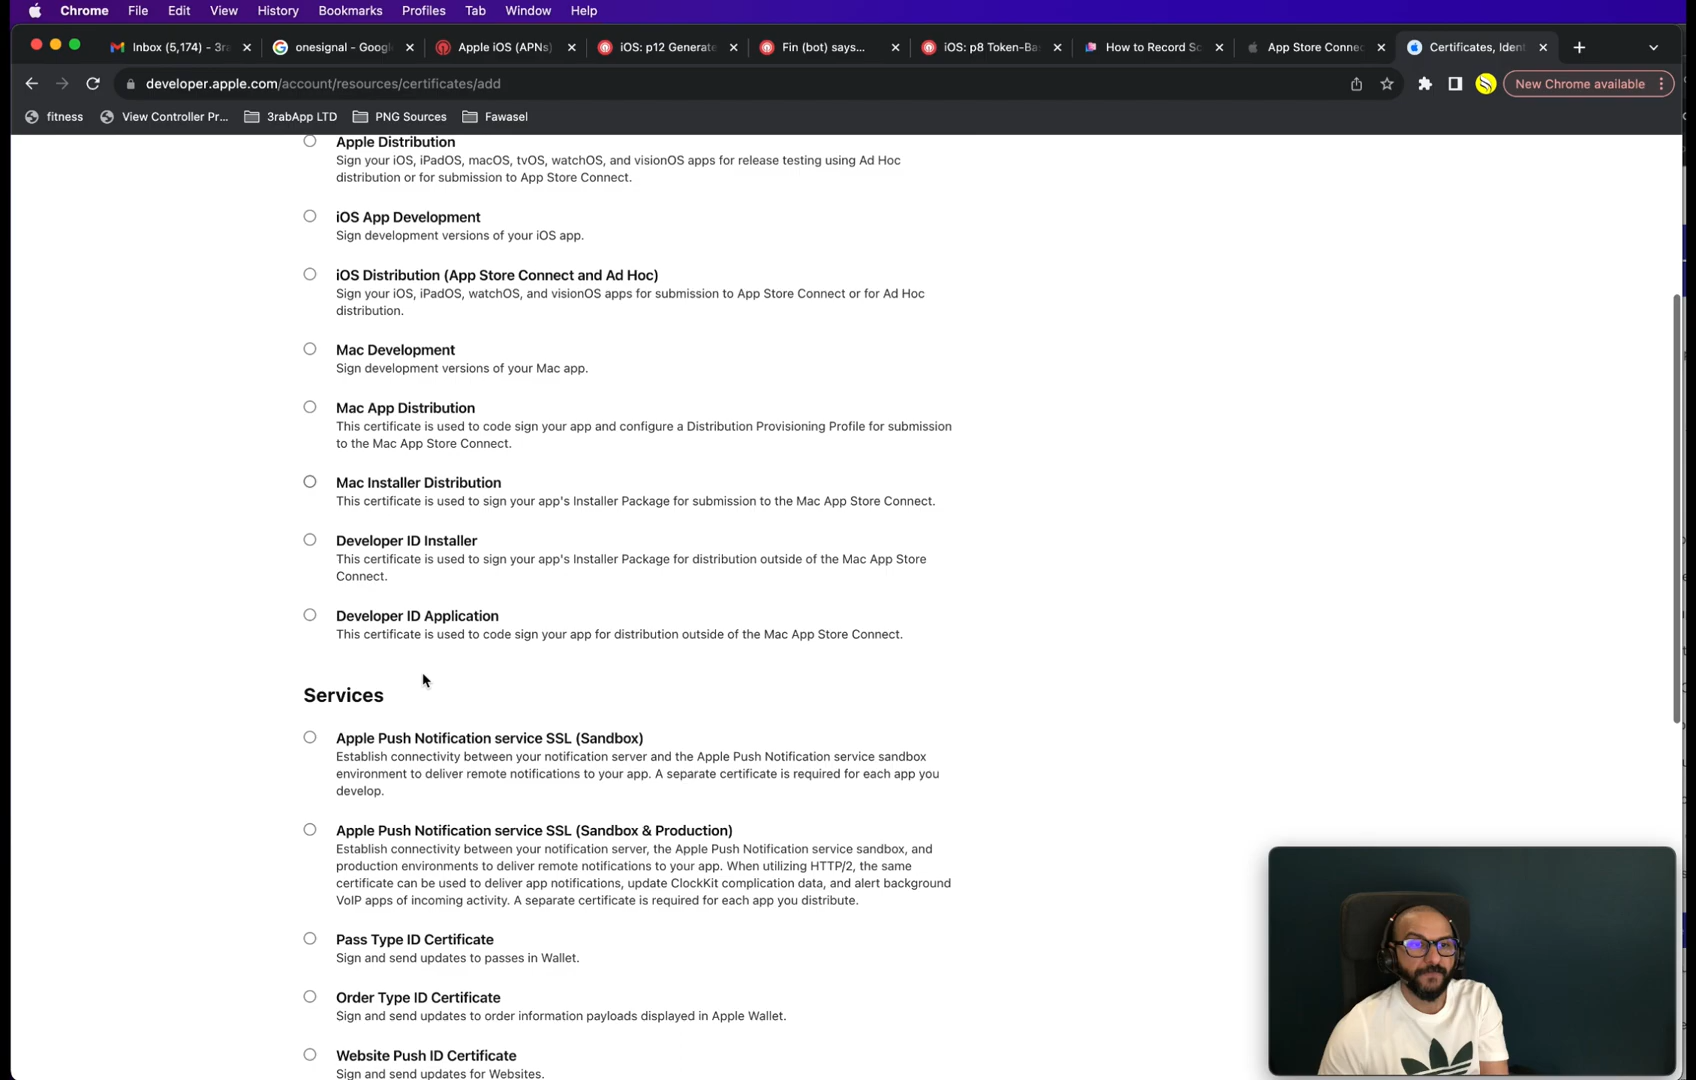 Chrome File Edit View History Bookmarks Profiles Tab Window Help
Inbox (5,174) - 3ra onesignal - Googl Apple iOS (APNs) iOS: p12 Generate Fin (bot) says... iOS: p8 Token-Ba How to Record Sc App Store Connec Certificates, Ident
developer.apple.com/account/resources/certificates/add New Chrome available
fitness View Controller Pr... 3rabApp LTD PNG Sources Fawasel
Apple Distribution
Sign your iOS, iPadOS, macOS, tvOS, watchOS, and visionOS apps for release testing using Ad Hoc
distribution or for submission to App Store Connect.
iOS App Development
Sign development versions of your iOS app.
iOS Distribution (App Store Connect and Ad Hoc)
Sign your iOS, iPadOS, watchOS, and visionOS apps for submission to App Store Connect or for Ad Hoc
distribution.
Mac Development
Sign development versions of your Mac app.
Mac App Distribution
This certificate is used to code sign your app and configure a Distribution Provisioning Profile for submission
to the Mac App Store Connect.
Mac Installer Distribution
This certificate is used to sign your app's Installer Package for submission to the Mac App Store Connect.
Developer ID Installer
This certificate is used to sign your app's Installer Package for distribution outside of the Mac App Store
Connect.
Developer ID Application
This certificate is used to code sign your app for distribution outside of the Mac App Store Connect.
Services
Apple Push Notification service SSL (Sandbox)
Establish connectivity between your notification server and the Apple Push Notification service sandbox
environment to deliver remote notifications to your app. A separate certificate is required for each app you
develop.
Apple Push Notification service SSL (Sandbox & Production)
Establish connectivity between your notification server, the Apple Push Notification service sandbox, and
production environments to deliver remote notifications to your app. When utilizing HTTP/2, the same
certificate can be used to deliver app notifications, update ClockKit complication data, and alert background
VoIP apps of incoming activity. A separate certificate is required for each app you distribute.
Pass Type ID Certificate
Sign and send updates to passes in Wallet.
Order Type ID Certificate
Sign and send updates to order information payloads displayed in Apple Wallet.
Website Push ID Certificate
Sign and send updates for Websites.